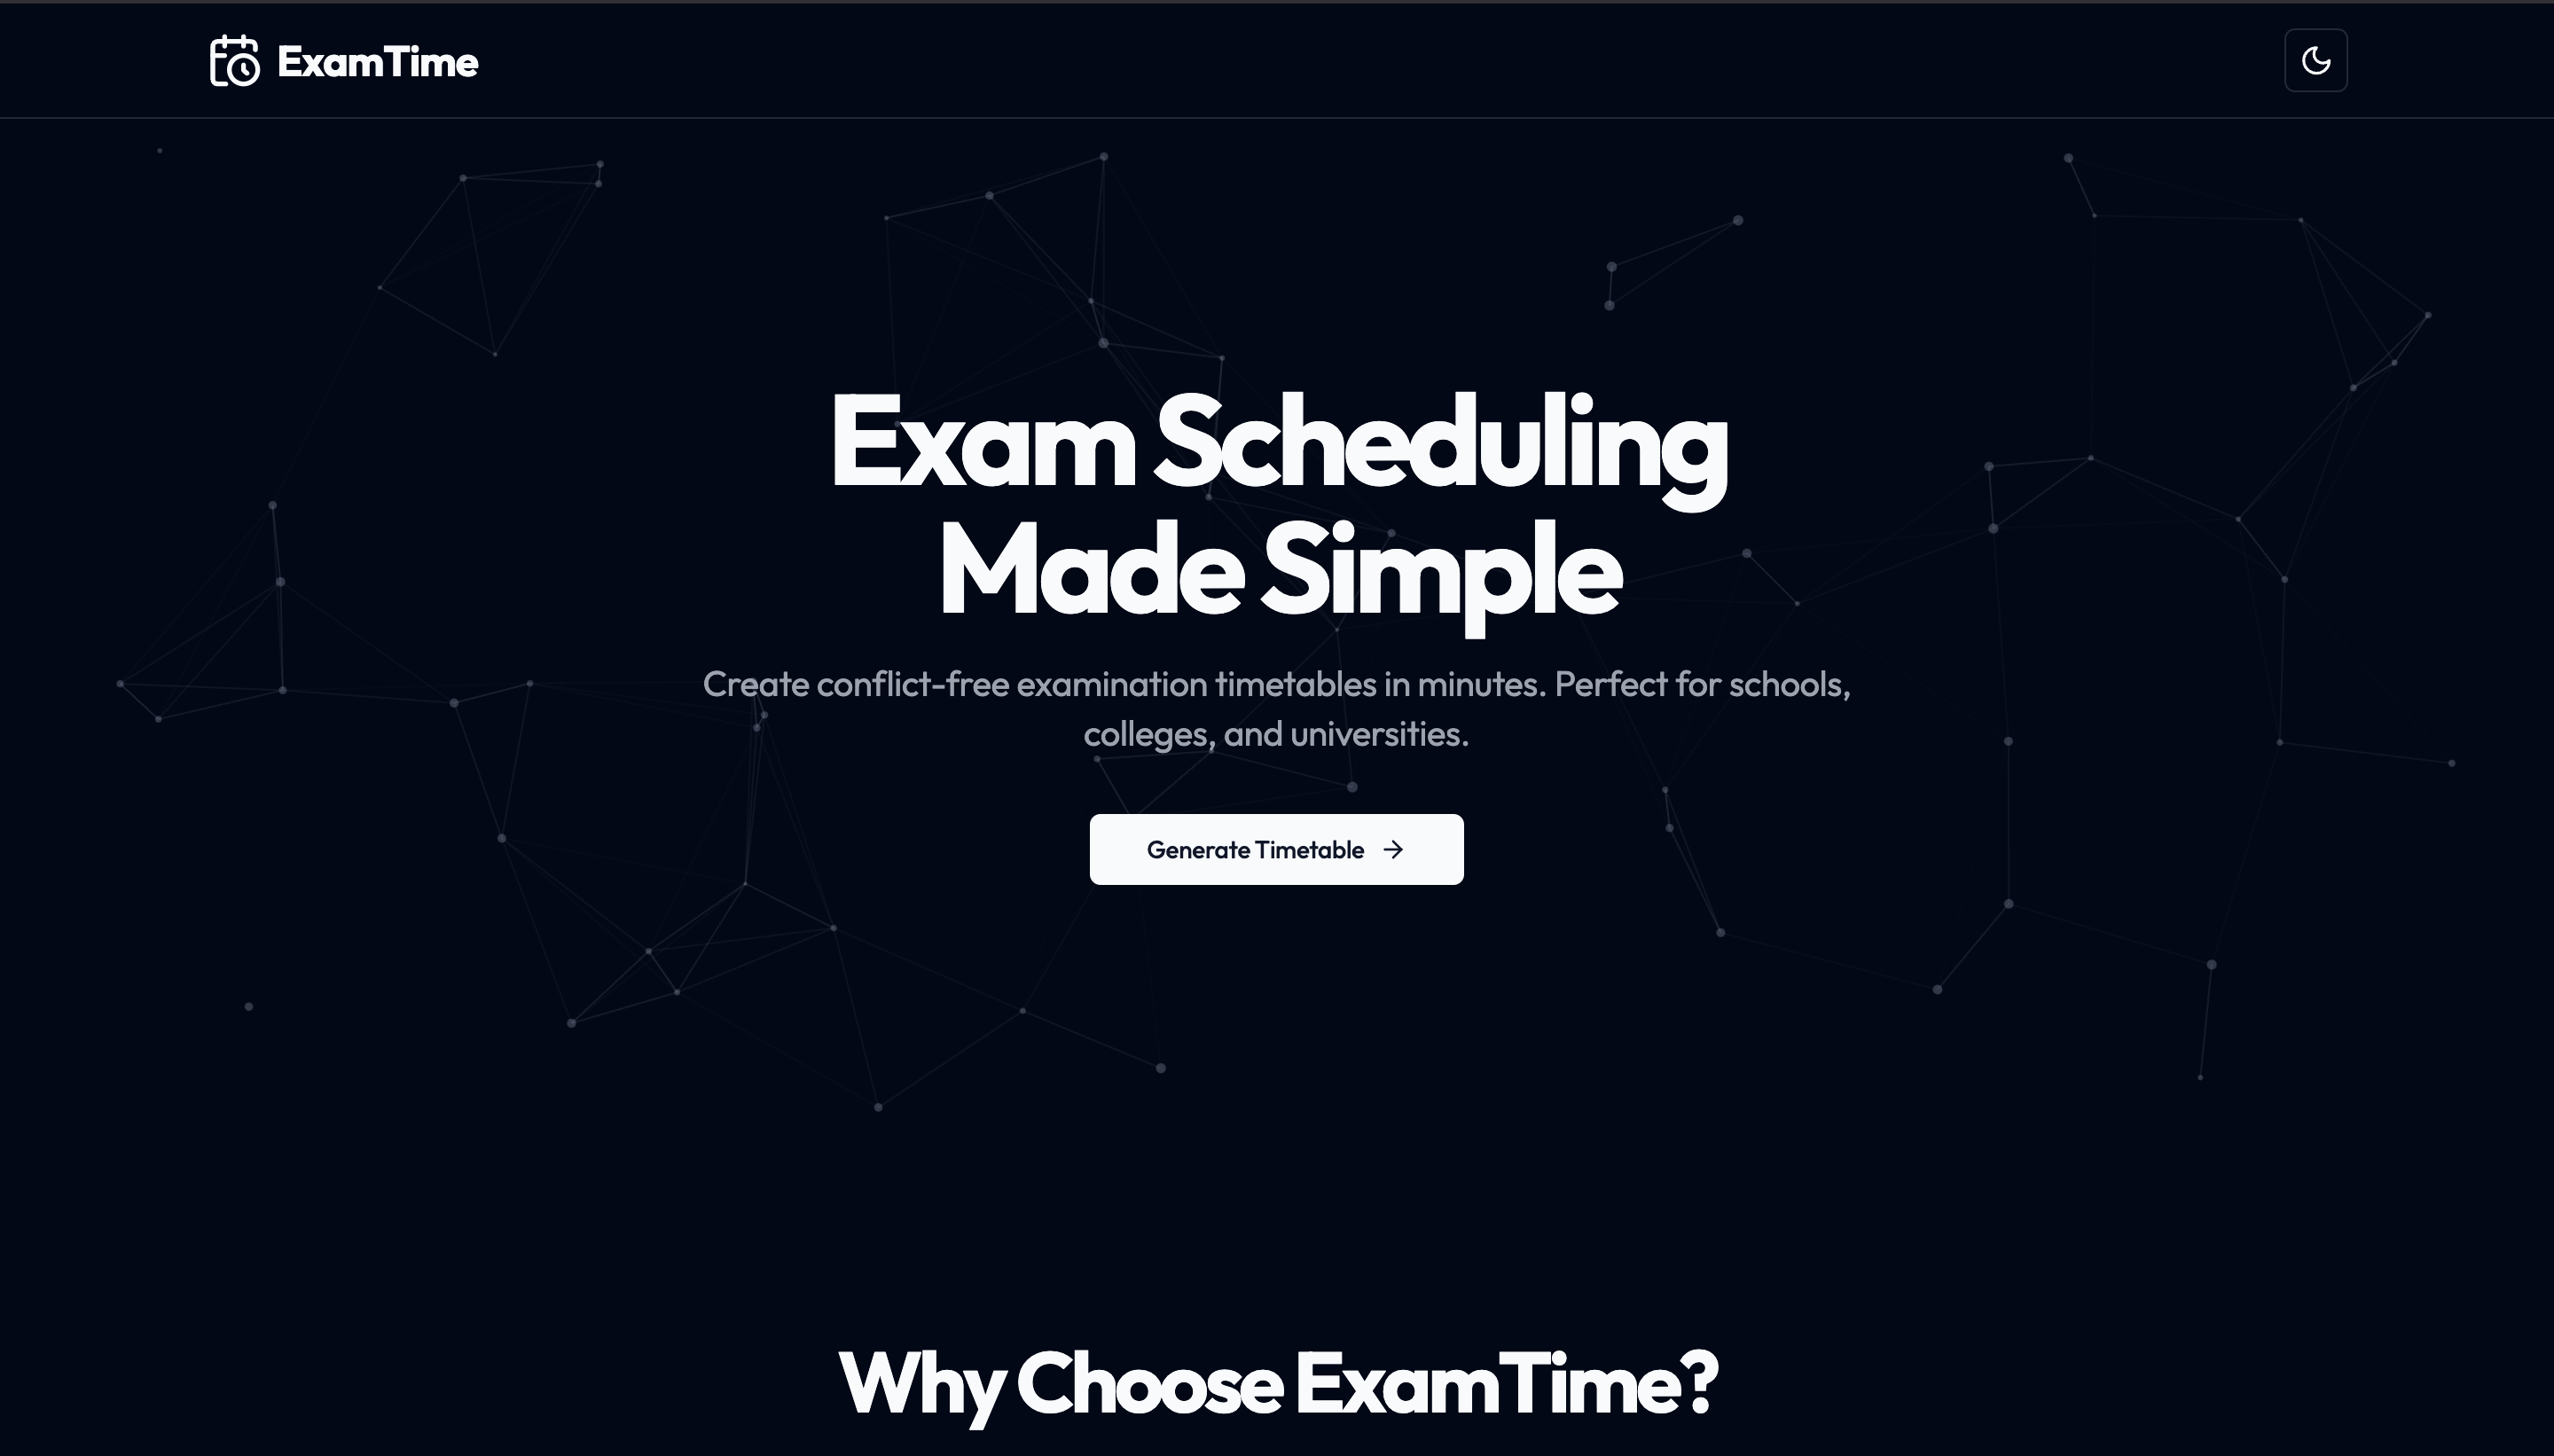 ExamTime
Exam Scheduling
Made Simple
Create conflict-free examination timetables in minutes. Perfect for schools,
colleges, and universities.
Generate Timetable
Why Choose ExamTime?